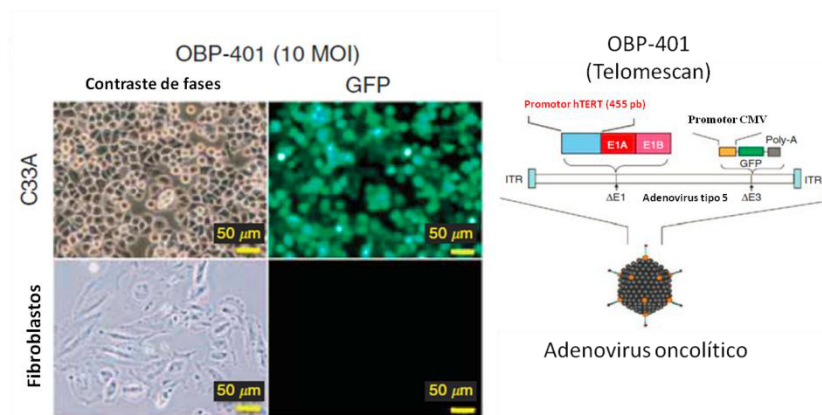 OBP-401 (10 MOI)
Contraste de fases
GFP
C33A
50 μm
50 μm
Fibroblastos
50 μm
50 μm
OBP-401
(Telomescan)
Promotor hTERT (455 pb)
Promotor CMV
Poly-A
E1A
E1B
GFP
ITR
ITR
ΔE1
Adenovirus tipo 5
ΔE3
Adenovirus oncolítico